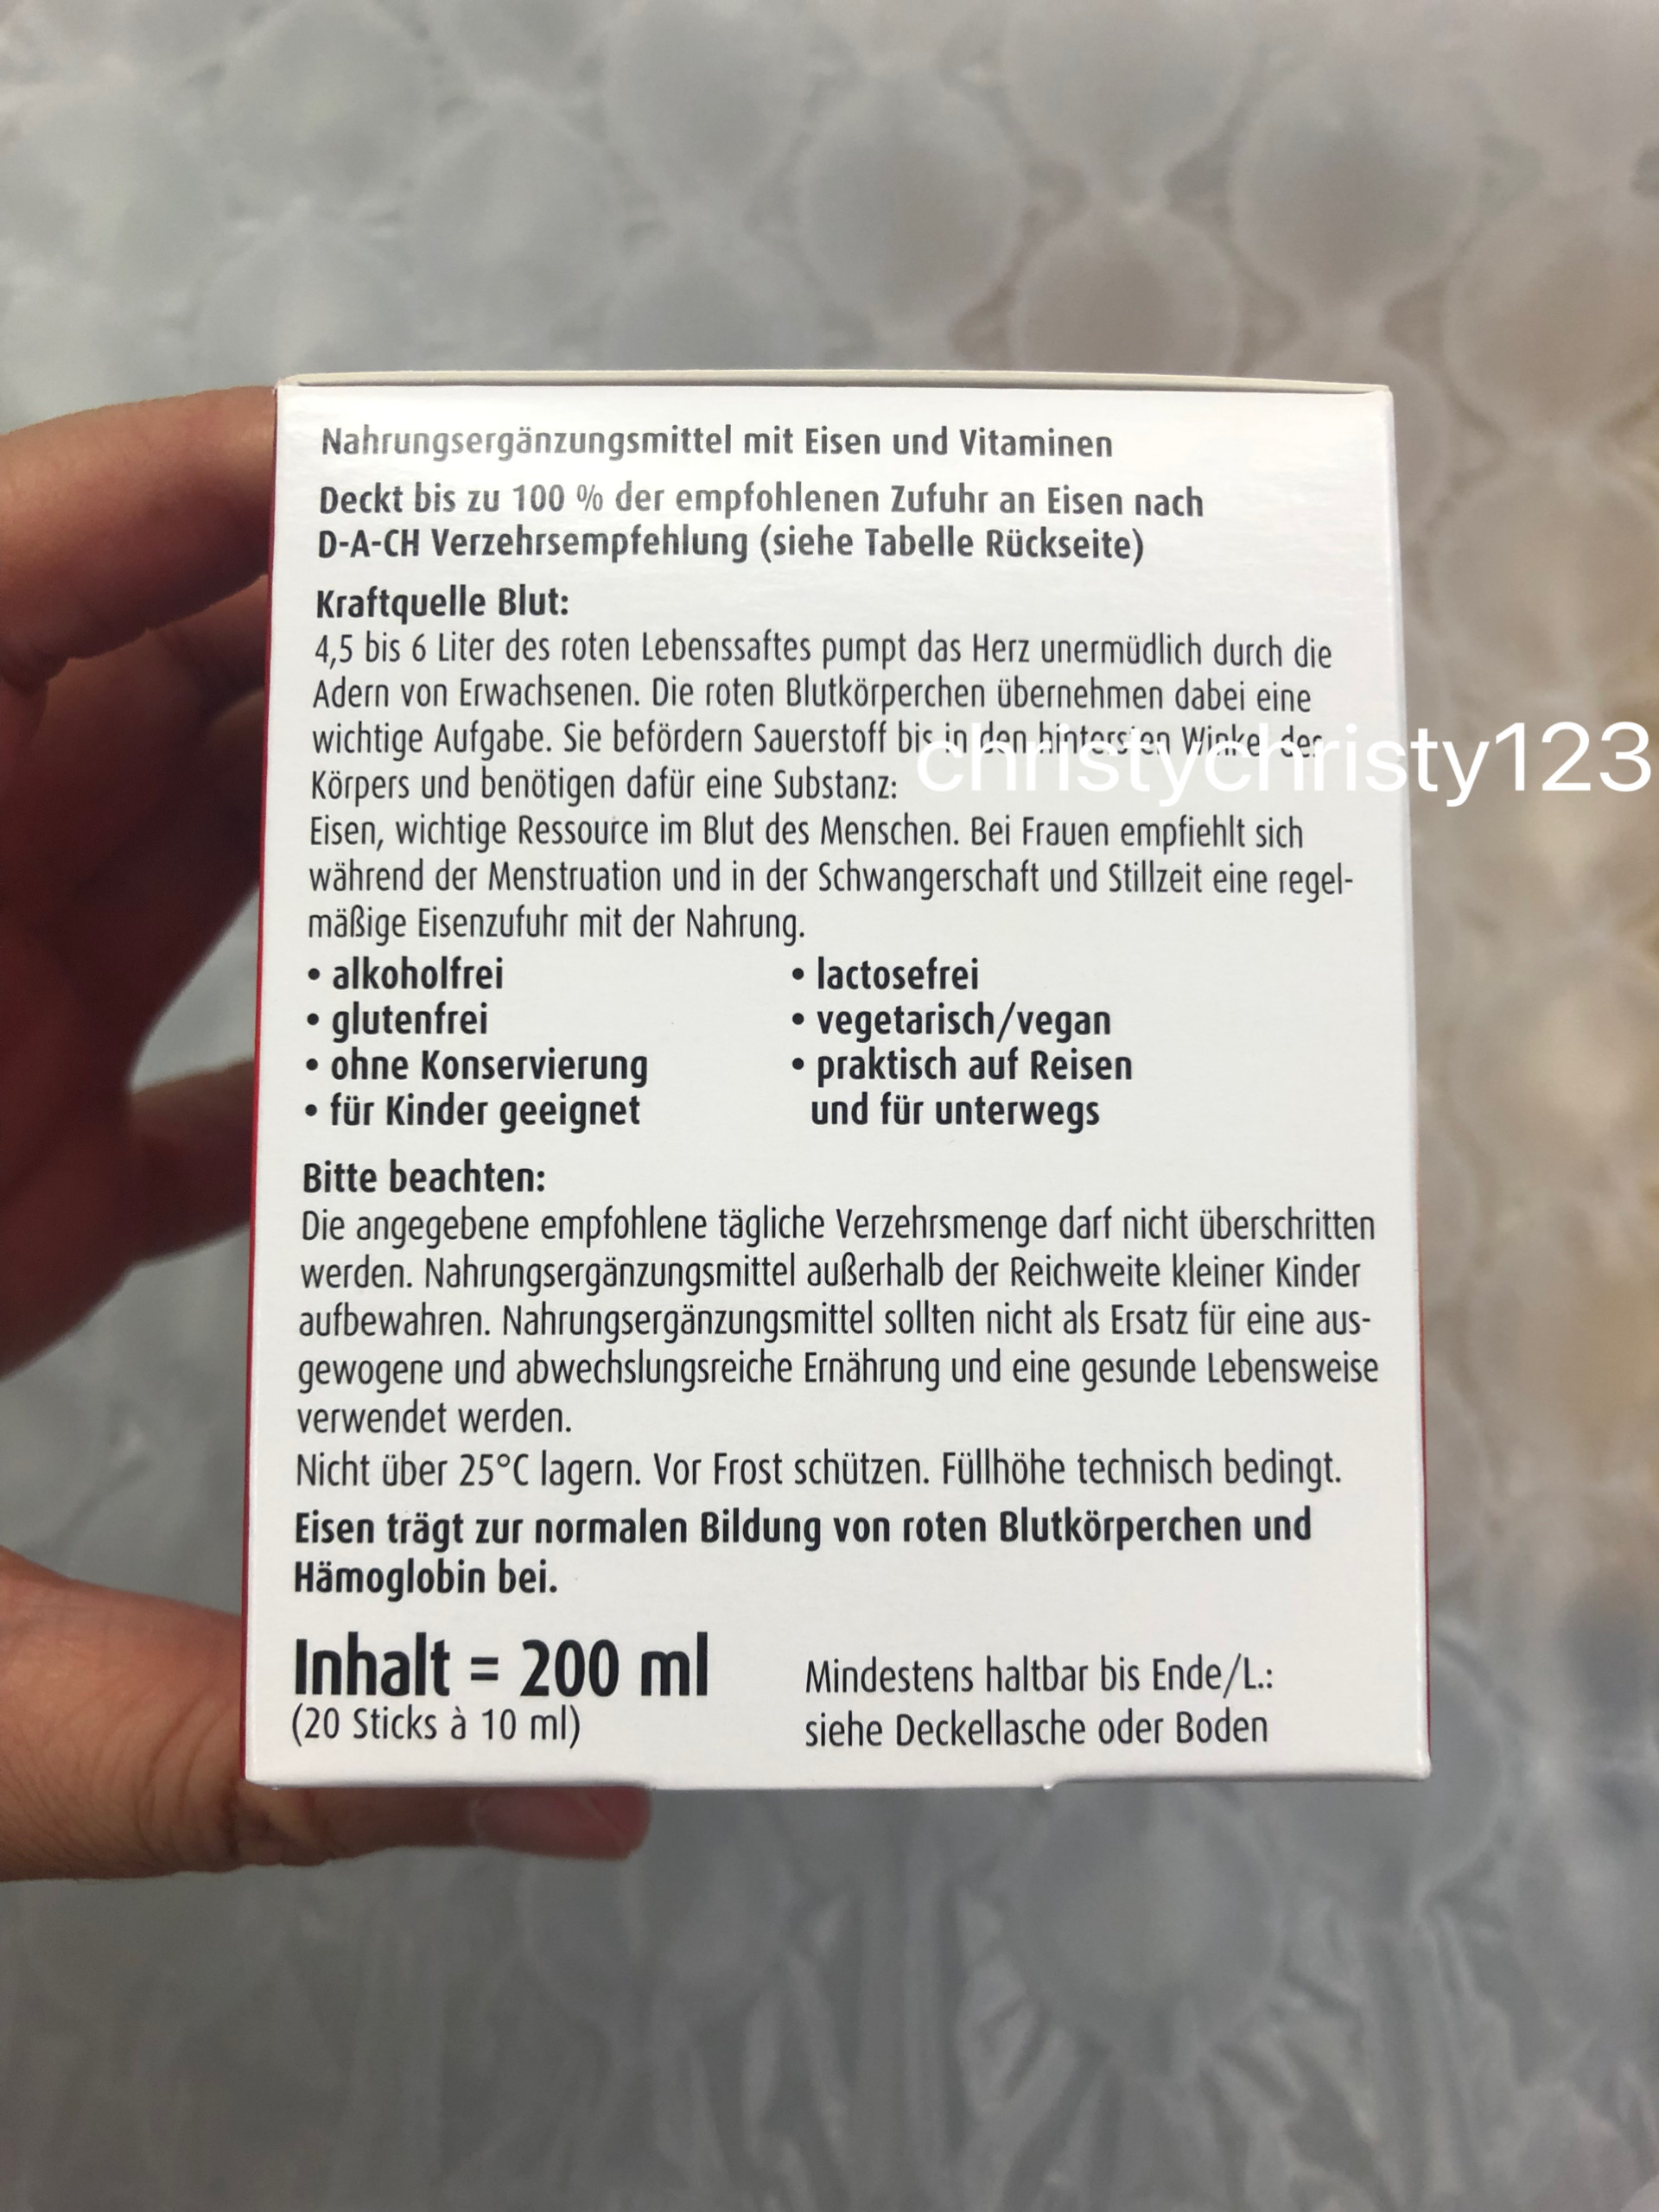 Nahrungsergänzungsmittel mit Eisen und Vitaminen
Deckt bis zu 100 % der empfohlenen Zufuhr an Eisen nach
D-A-CH Verzehrsempfehlung (siehe Tabelle Rückseite)
Kraftquelle Blut:
4,5 bis 6 Liter des roten Lebenssaftes pumpt das Herz unermüdlich durch die
Adern von Erwachsenen. Die roten Blutkörperchen übernehmen dabei eine
wichtige Aufgabe. Sie befördern Sauerstoff bis in den hintersten Winkel des
christychristy123
Körpers und benötigen dafür eine Substanz:
Eisen, wichtige Ressource im Blut des Menschen. Bei Frauen empfiehlt sich
während der Menstruation und in der Schwangerschaft und Stillzeit eine regel-
mäßige Eisenzufuhr mit der Nahrung.
• alkoholfrei
• glutenfrei
• ohne Konservierung
• für Kinder geeignet
• lactosefrei
• vegetarisch/vegan
• praktisch auf Reisen
und für unterwegs
Bitte beachten:
Die angegebene empfohlene tägliche Verzehrsmenge darf nicht überschritten
werden. Nahrungsergänzungsmittel außerhalb der Reichweite kleiner Kinder
aufbewahren. Nahrungsergänzungsmittel sollten nicht als Ersatz für eine aus-
gewogene und abwechslungsreiche Ernährung und eine gesunde Lebensweise
verwendet werden.
Nicht über 25°C lagern. Vor Frost schützen. Füllhöhe technisch bedingt.
Eisen trägt zur normalen Bildung von roten Blutkörperchen und
Hämoglobin bei.
Inhalt = 200 ml
(20 Sticks à 10 ml)
Mindestens haltbar bis Ende/L.:
siehe Deckellasche oder Boden